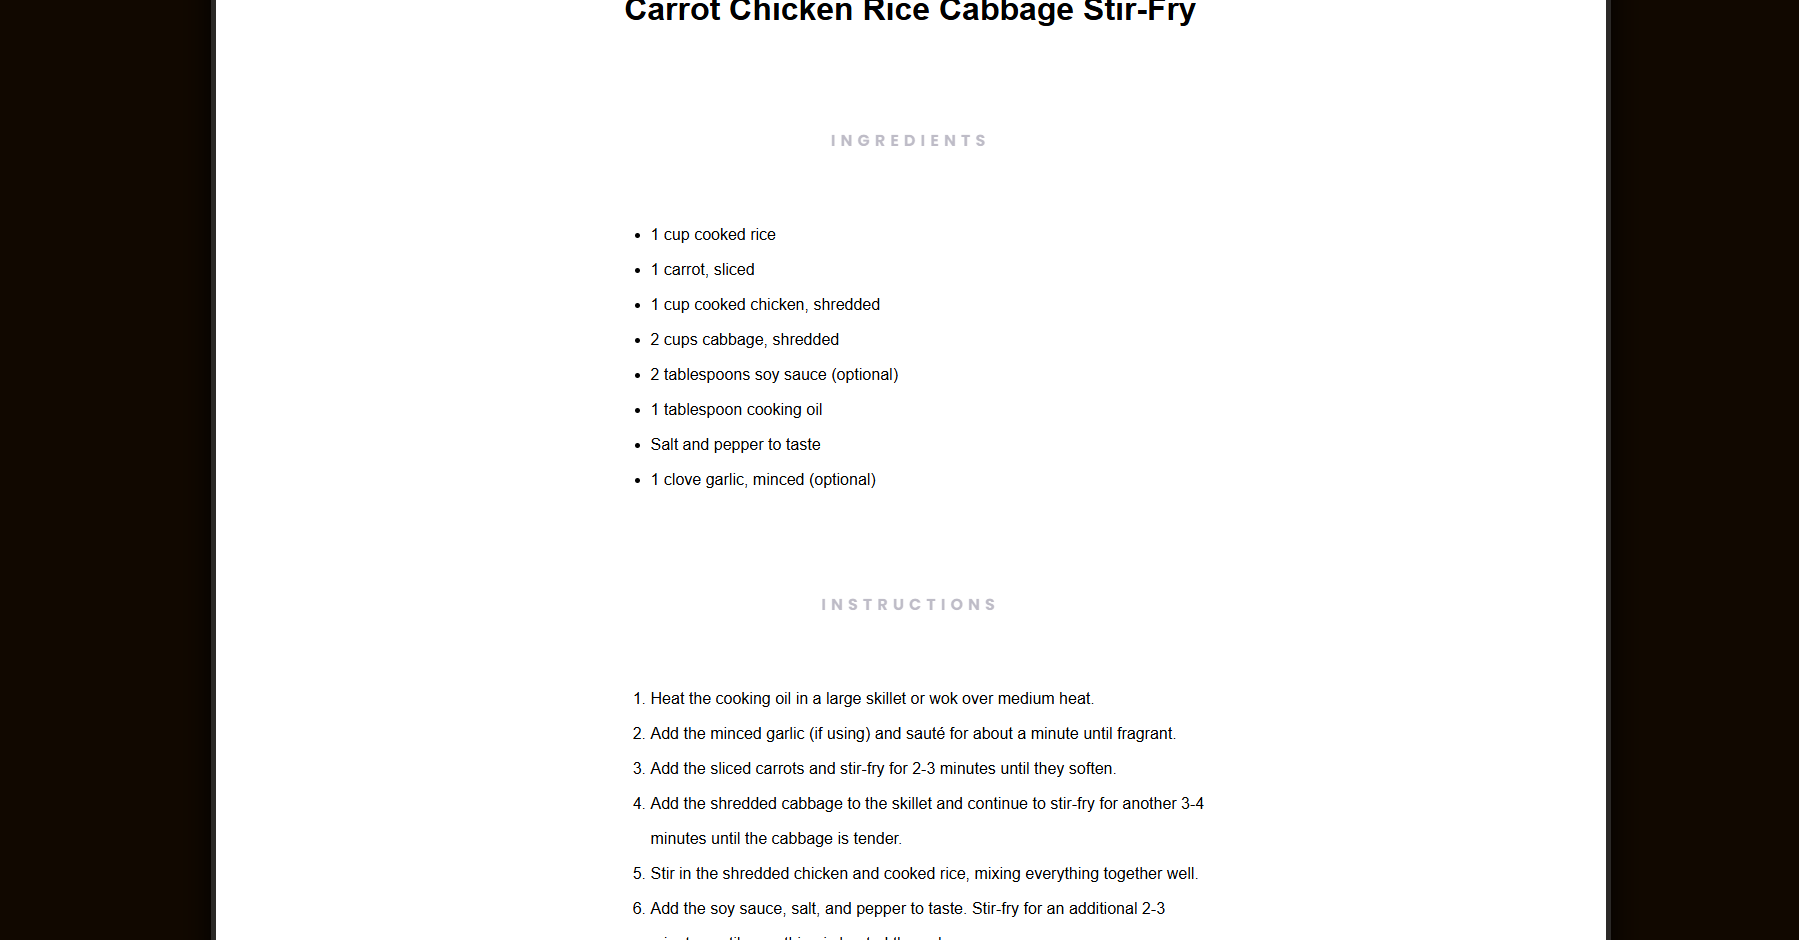 Carrot Chicken Rice Cabbage Stir-Fry
INGREDIENTS
• 1 cup cooked rice
• 1 carrot, sliced
• 1 cup cooked chicken, shredded
• 2 cups cabbage, shredded
• 2 tablespoons soy sauce (optional)
• 1 tablespoon cooking oil
• Salt and pepper to taste
• 1 clove garlic, minced (optional)
INSTRUCTIONS
1. Heat the cooking oil in a large skillet or wok over medium heat.
2. Add the minced garlic (if using) and sauté for about a minute until fragrant.
3. Add the sliced carrots and stir-fry for 2-3 minutes until they soften.
4. Add the shredded cabbage to the skillet and continue to stir-fry for another 3-4
minutes until the cabbage is tender.
5. Stir in the shredded chicken and cooked rice, mixing everything together well.
6. Add the soy sauce, salt, and pepper to taste. Stir-fry for an additional 2-3